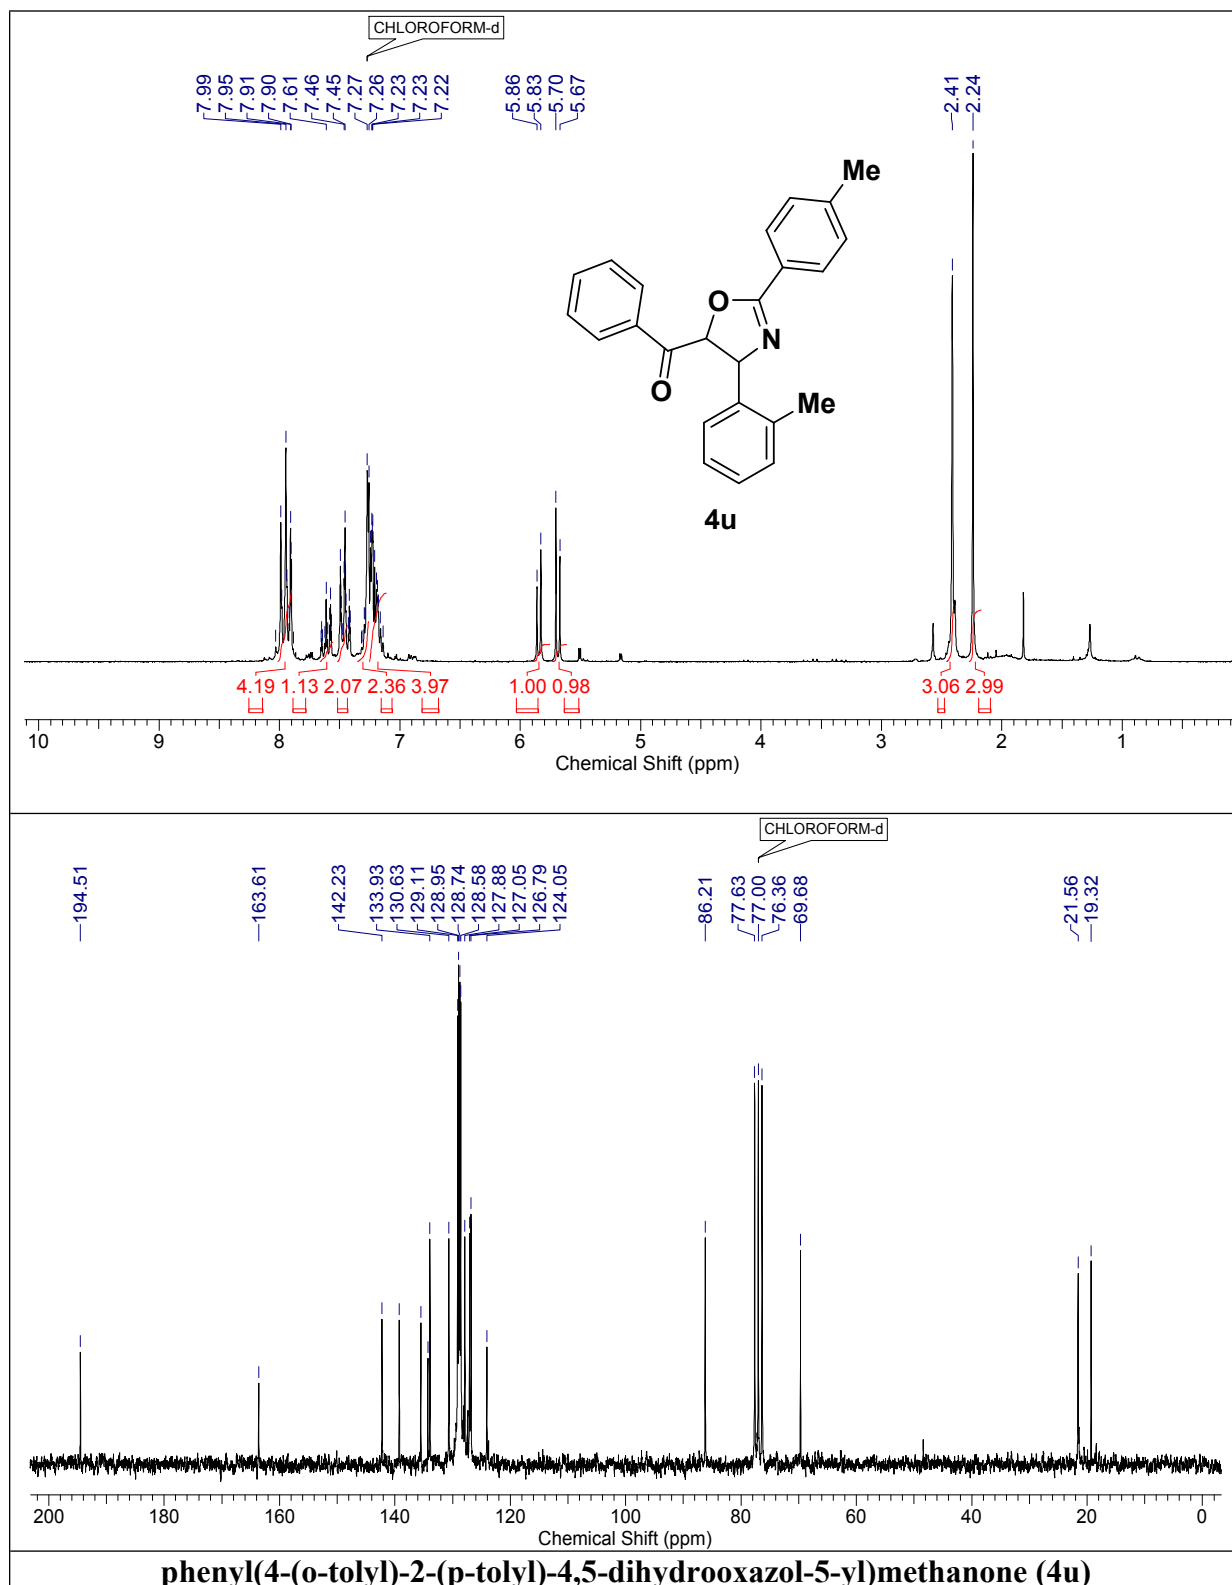 CHLOROFORM-d
7.99
7.95
7.91
7.90
7.61
7.46
7.45
7.27
7.26
7.23
7.23
7.22
5.86
5.83
5.70
5.67
2.41
2.24
Me
O
N
O
Me
4u
4.19 1.13 2.07 2.36 3.97 1.00 0.98 3.06 2.99
10 9 8 7 6 5 4 3 2 1
Chemical Shift (ppm)
CHLOROFORM-d
194.51
163.61
142.23
133.93
130.63
129.11
128.95
128.74
128.58
127.88
127.05
126.79
124.05
86.21
77.63
77.00
76.36
69.68
21.56
19.32
200 180 160 140 120 100 80 60 40 20 0
Chemical Shift (ppm)
phenyl(4-(o-tolyl)-2-(p-tolyl)-4,5-dihydrooxazol-5-yl)methanone (4u)